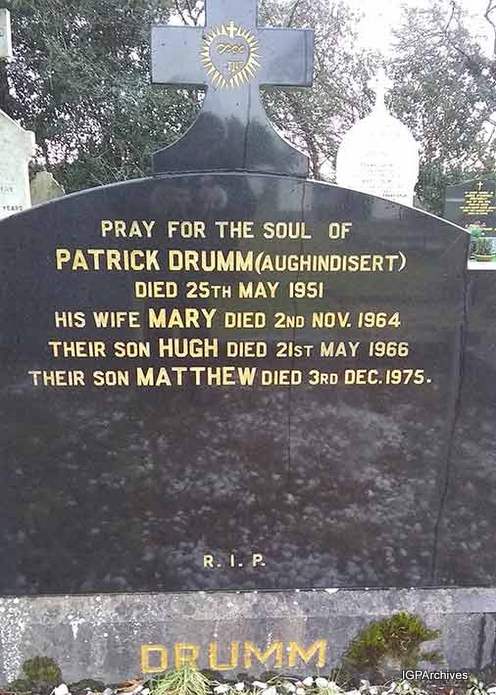 PRAY FOR THE SOUL OF
PATRICK DRUMM (AUGHINDISERT)
DIED 25TH MAY 1951
HIS WIFE MARY DIED 2ND NOV. 1964
THEIR SON HUGH DIED 21ST MAY 1966
THEIR SON MATTHEW DIED 3RD DEC. 1975.
R. I. P.
DRUMM
IGPArchives